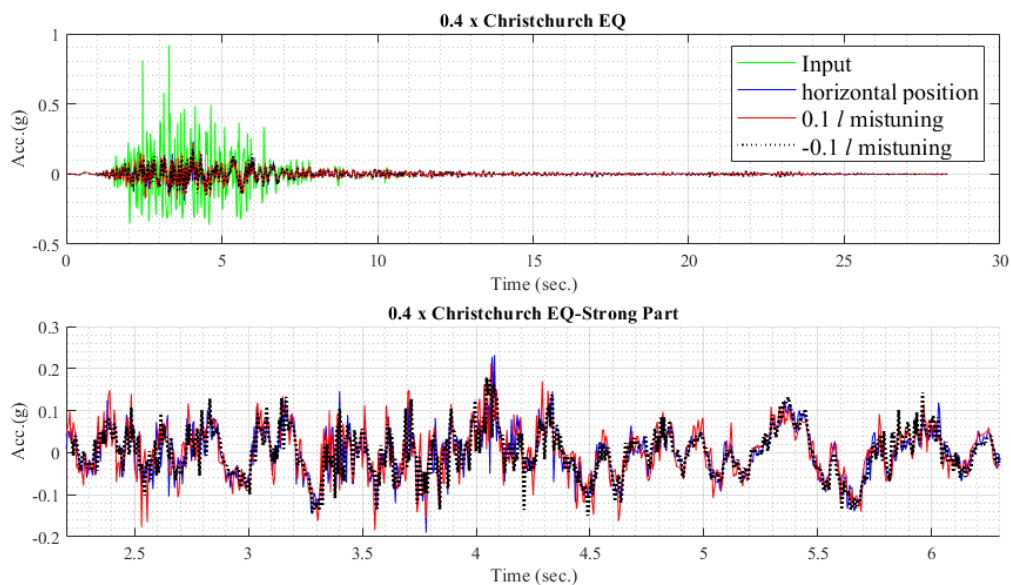 0.4 x Christchurch EQ
1
0.5
0
-0.5
Acc.(g)
Input
horizontal position
0.1 l mistuning
-0.1 l mistuning
0 5 10 15 20 25 30
Time (sec.)
0.4 x Christchurch EQ-Strong Part
0.3
0.2
0.1
0
-0.1
-0.2
Acc.(g)
2.5 3 3.5 4 4.5 5 5.5 6
Time (sec.)